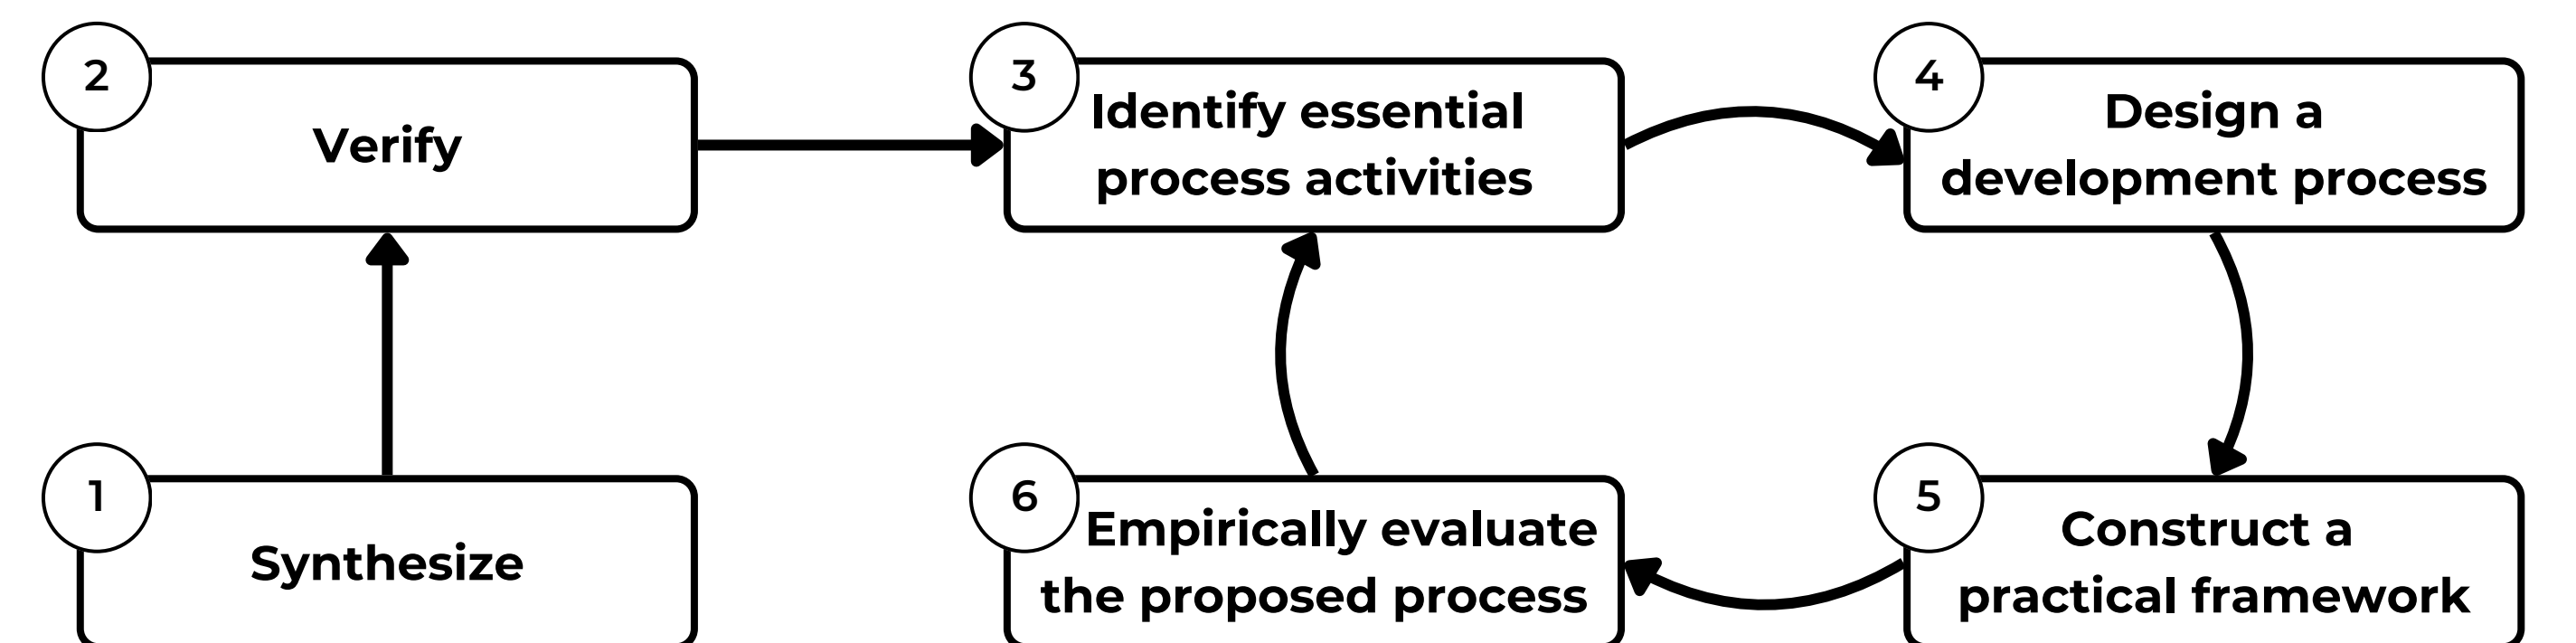 2
Verify
3
Identify essential
process activities
4
Design a
development process
1
Synthesize
6
Empirically evaluate
the proposed process
5
Construct a
practical framework